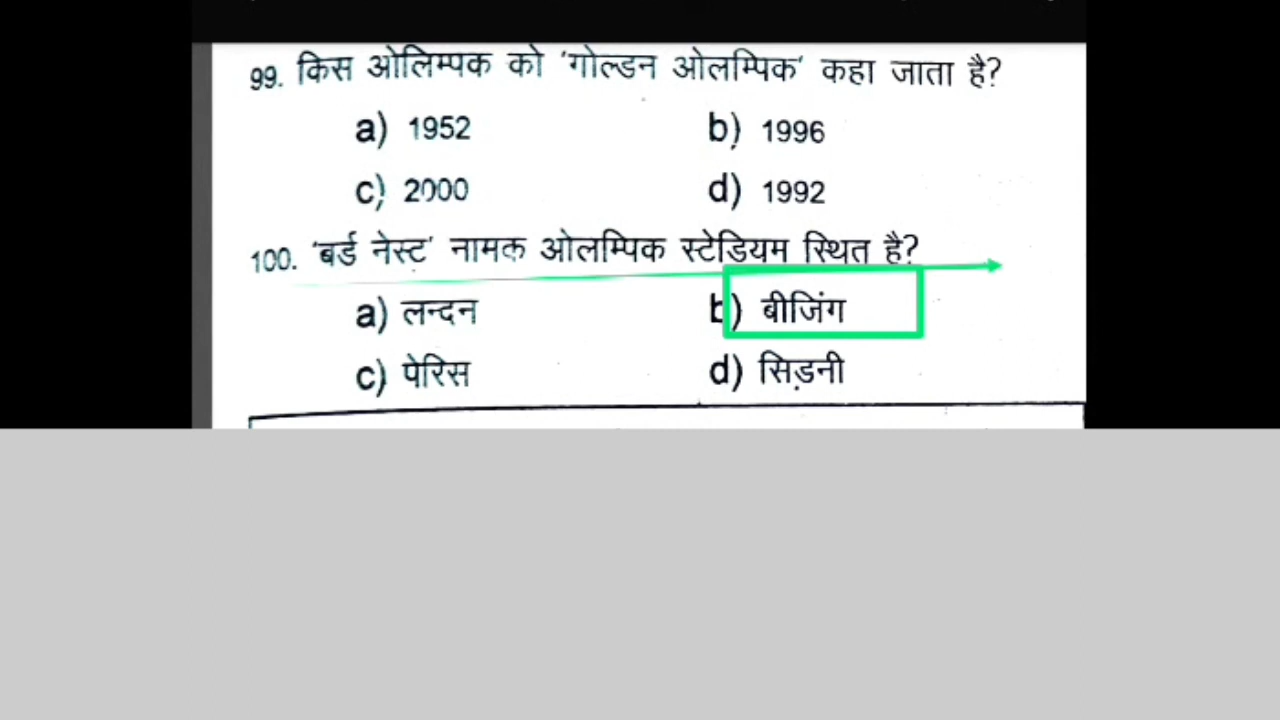 99. किस ओलिम्पक को 'गोल्डन ओलम्पिक' कहा जाता है?
a) 1952 b) 1996
c) 2000 d) 1992
100. 'बर्ड नेस्ट' नामक ओलम्पिक स्टेडियम स्थित है?
a) लन्दन b) बीजिंग
c) पेरिस d) सिड़नी